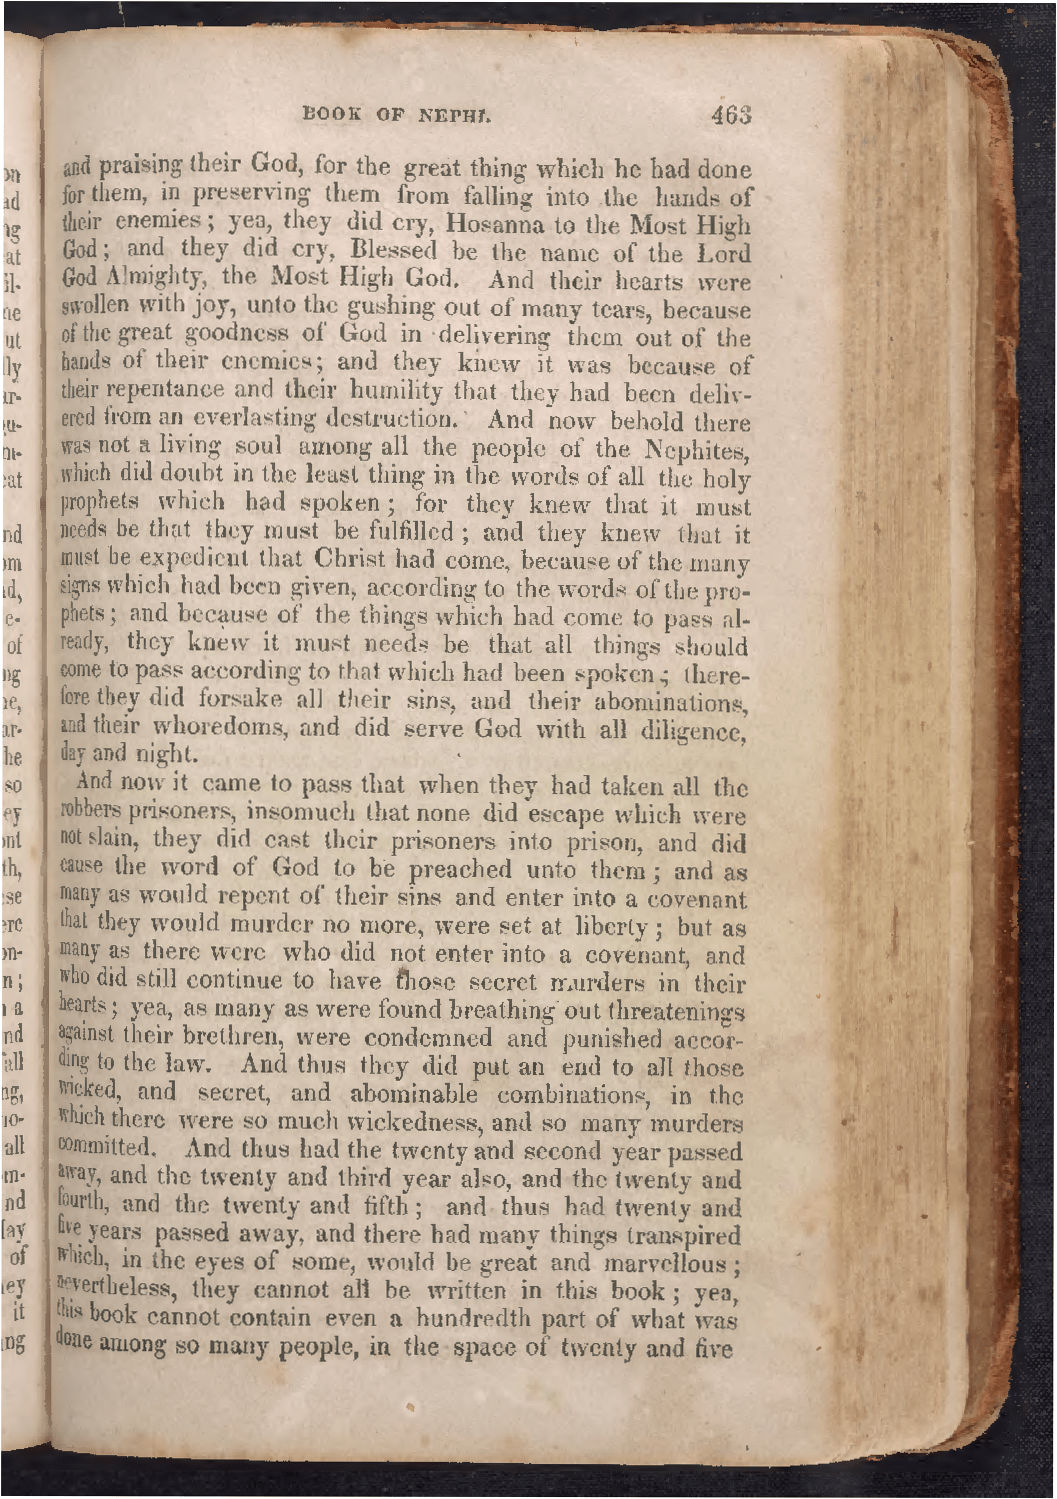 BOOK OF NEPHI. 463
and praising their God, for the great thing which he had done
for them, in preserving them from falling into the hands of
their enemies; yea, they did cry, Hosanna to the Most High
God; and they did cry, Blessed be the name of the Lord
God Almighty, the Most High God. And their hearts were
swollen with joy, unto the gushing out of many tears, because
of the great goodness of God in delivering them out of the
hands of their enemies; and they knew it was because of
their repentance and their humility that they had been deliv-
ered from an everlasting destruction. And now behold there
was not a living soul among all the people of the Nephites,
which did doubt in the least thing in the words of all the holy
prophets which had spoken; for they knew that it must
needs be that they must be fulfilled; and they knew that it
must be expedient that Christ had come, because of the many
signs which had been given, according to the words of the pro-
phets; and because of the things which had come to pass al-
ready, they knew it must needs be that all things should
come to pass according to that which had been spoken; there-
fore they did forsake all their sins, and their abominations,
and their whoredoms, and did serve God with all diligence,
day and night.
And now it came to pass that when they had taken all the
robbers prisoners, insomuch that none did escape which were
not slain, they did cast their prisoners into prison, and did
cause the word of God to be preached unto them; and as
many as would repent of their sins and enter into a covenant
that they would murder no more, were set at liberty; but as
many as there were who did not enter into a covenant, and
who did still continue to have those secret murders in their
hearts; yea, as many as were found breathing out threatenings
against their brethren, were condemned and punished accor-
ding to the law. And thus they did put an end to all those
wicked, and secret, and abominable combinations, in the
which there were so much wickedness, and so many murders
committed. And thus had the twenty and second year passed
away, and the twenty and third year also, and the twenty and
fourth, and the twenty and fifth; and thus had twenty and
five years passed away, and there had many things transpired
which, in the eyes of some, would be great and marvellous;
nevertheless, they cannot all be written in this book; yea,
this book cannot contain even a hundredth part of what was
done among so many people, in the space of twenty and five